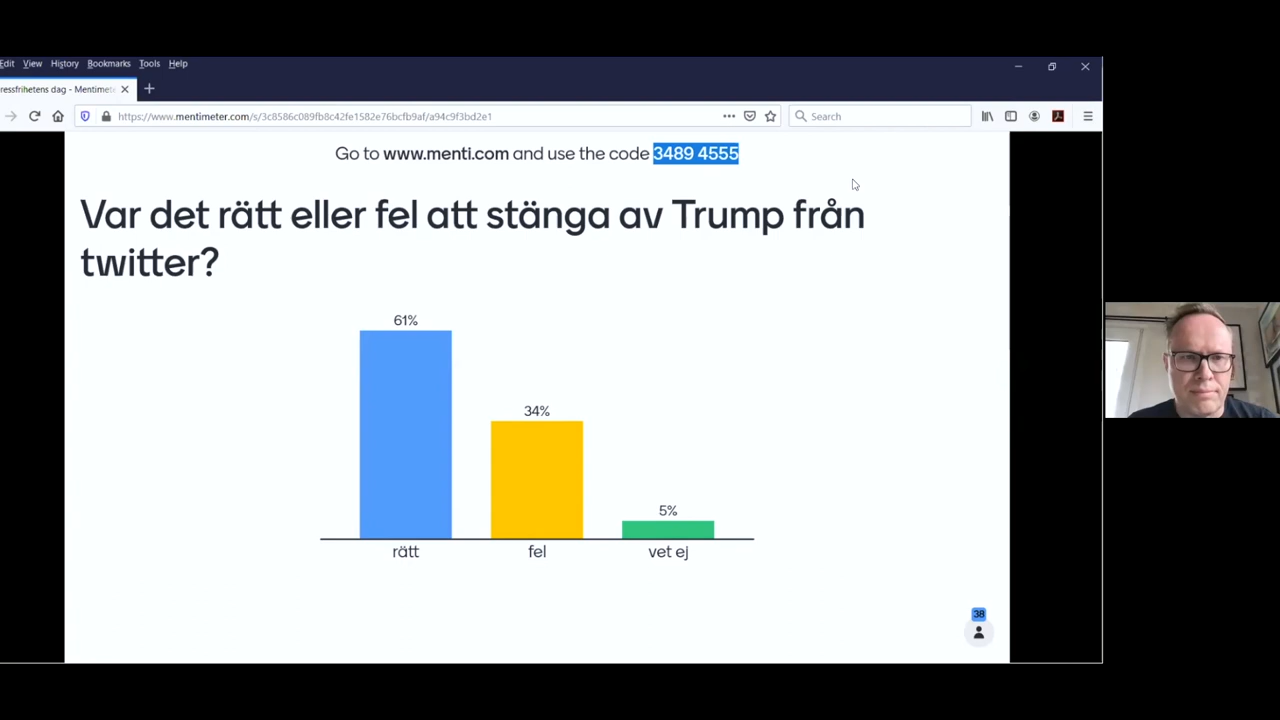 Edit View History Bookmarks Tools Help
ressfrihetens dag - Mentimete
https://www.mentimeter.com/s/3c8586c089fb8c42fe1582e76bcfb9af/a94c9f3bd2e1
Search
Go to www.menti.com and use the code 3489 4555
Var det rätt eller fel att stänga av Trump från
twitter?
61%
34%
5%
rätt fel vet ej
38